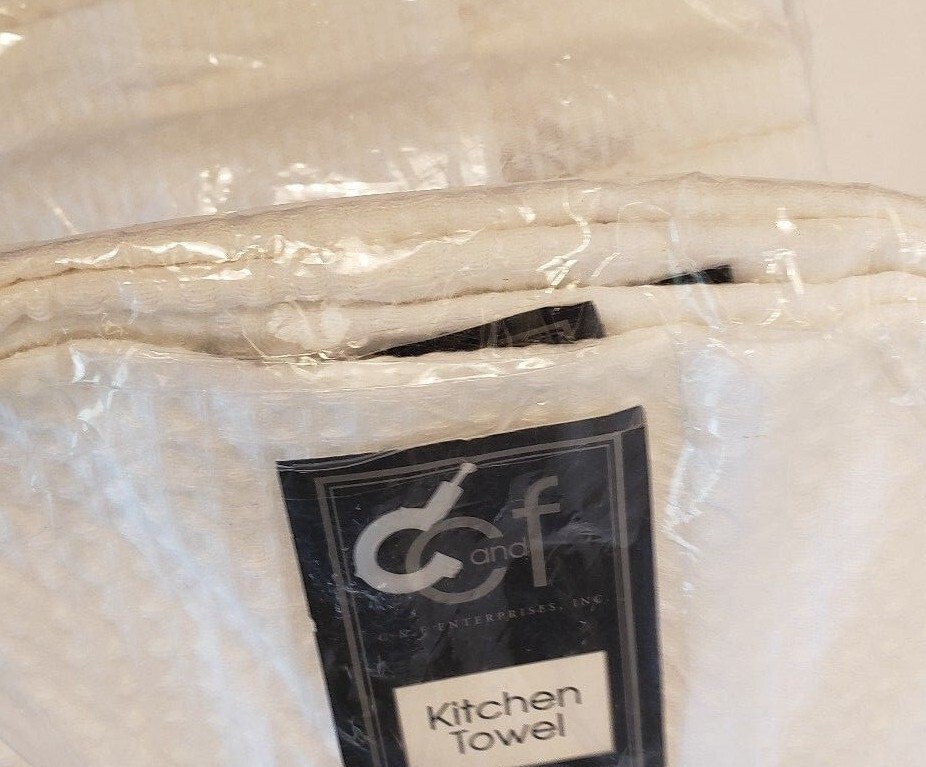 c and f
C & F ENTERPRISES, INC.
Kitchen
Towel